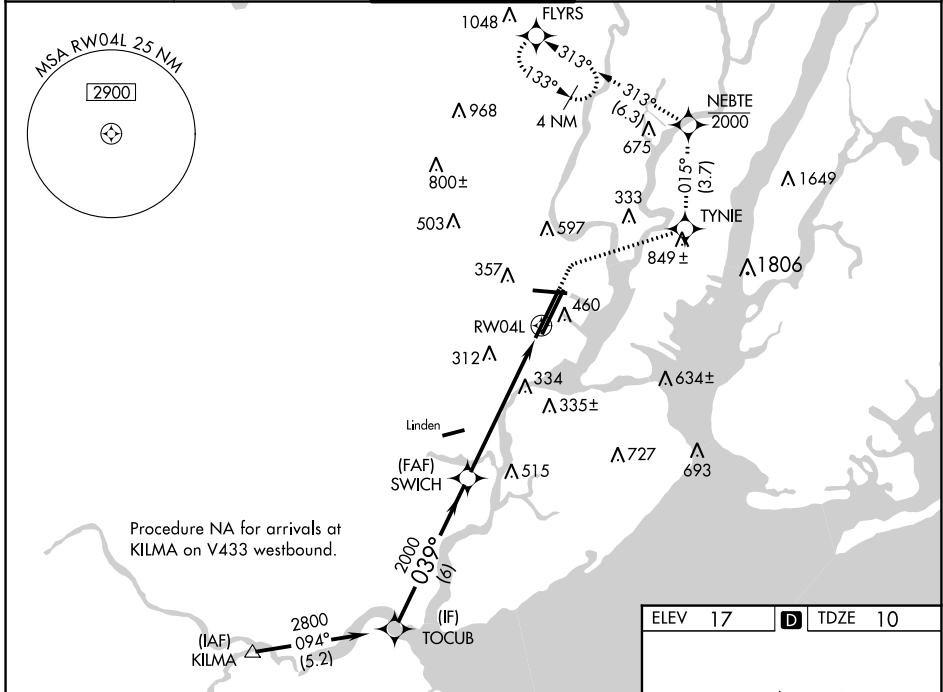 MSA RW04L 25 NM
2900
1048
FLYRS
313°
133°
4 NM
313°
(6.3)
NEBTE
2000
968
675
800±
015°
(3.7)
1649
503
597
333
TYNIE
849±
1806
357
460
RW04L
312
334
335±
634±
Linden
(FAF)
SWICH
515
727
693
Procedure NA for arrivals at
KILMA on V433 westbound.
2000
039°
(6)
(IAF)
KILMA
2800
094°
(5.2)
(IF)
TOCUB
ELEV 17 D TDZE 10